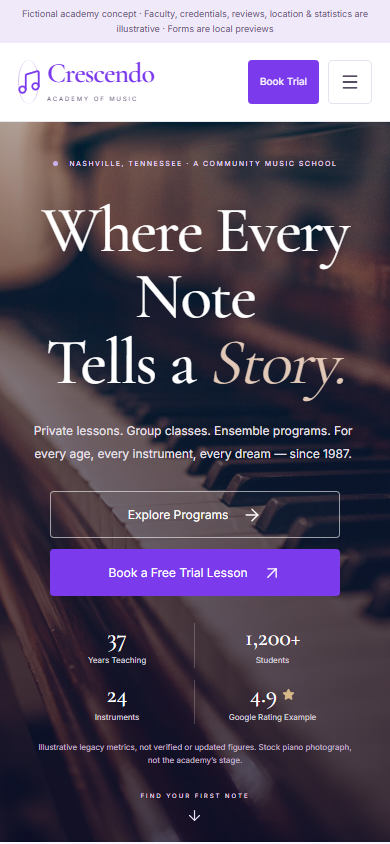 Fictional academy concept · Faculty, credentials, reviews, location & statistics are
illustrative · Forms are local previews
Crescendo
ACADEMY OF MUSIC
Book Trial
NASHVILLE, TENNESSEE · A COMMUNITY MUSIC SCHOOL
Where Every
Note
Tells a Story.
Private lessons. Group classes. Ensemble programs. For
every age, every instrument, every dream — since 1987.
Explore Programs
Book a Free Trial Lesson
37
Years Teaching
1,200+
Students
24
Instruments
4.9
Google Rating Example
Illustrative legacy metrics, not verified or updated figures. Stock piano photograph,
not the academy's stage.
FIND YOUR FIRST NOTE